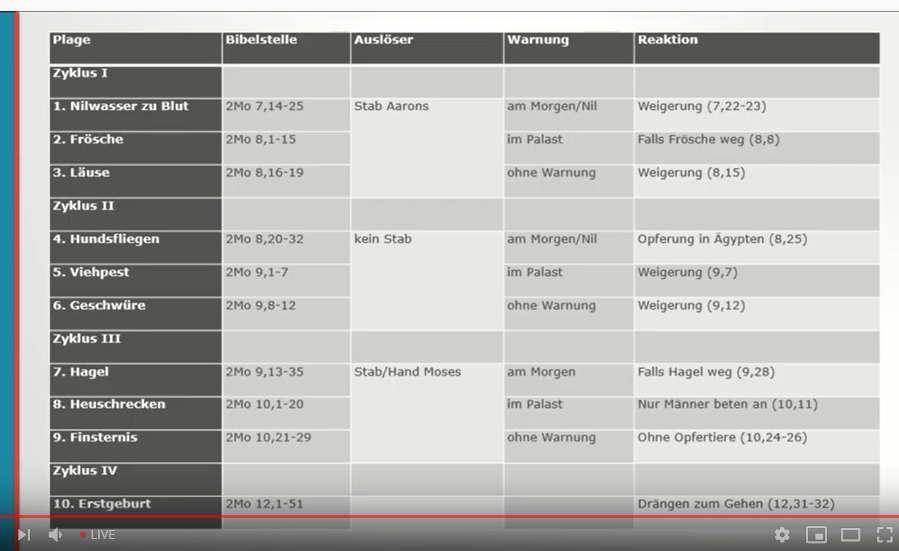 Plage Bibelstelle Auslöser Warnung Reaktion
Zyklus I
1. Nilwasser zu Blut 2Mo 7,14-25 Stab Aarons am Morgen/Nil Weigerung (7,22-23)
2. Frösche 2Mo 8,1-15 im Palast Falls Frösche weg (8,8)
3. Läuse 2Mo 8,16-19 ohne Warnung Weigerung (8,15)
Zyklus II
4. Hundsfliegen 2Mo 8,20-32 kein Stab am Morgen/Nil Opferung in Ägypten (8,25)
5. Viehpest 2Mo 9,1-7 im Palast Weigerung (9,7)
6. Geschwüre 2Mo 9,8-12 ohne Warnung Weigerung (9,12)
Zyklus III
7. Hagel 2Mo 9,13-35 Stab/Hand Moses am Morgen Falls Hagel weg (9,28)
8. Heuschrecken 2Mo 10,1-20 im Palast Nur Männer beten an (10,11)
9. Finsternis 2Mo 10,21-29 ohne Warnung Ohne Opfertiere (10,24-26)
Zyklus IV
10. Erstgeburt 2Mo 12,1-51 Drängen zum Gehen (12,31-32)
LIVE